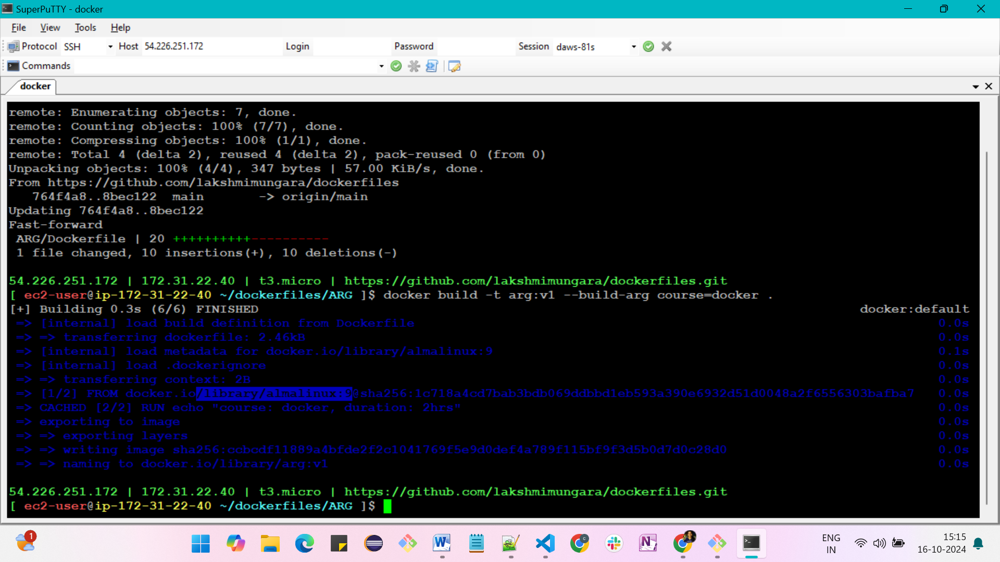 SuperPuTTY - docker
File View Tools Help
Protocol SSH Host 54.226.251.172 Login Password Session daws-81s
Commands
docker
remote: Enumerating objects: 7, done.
remote: Counting objects: 100% (7/7), done.
remote: Compressing objects: 100% (1/1), done.
remote: Total 4 (delta 2), reused 4 (delta 2), pack-reused 0 (from 0)
Unpacking objects: 100% (4/4), 347 bytes | 57.00 KiB/s, done.
From https://github.com/lakshmimungara/dockerfiles
764f4a8..8bec122  main       -> origin/main
Updating 764f4a8..8bec122
Fast-forward
ARG/Dockerfile | 20 ++++++++++----------
1 file changed, 10 insertions(+), 10 deletions(-)
54.226.251.172 | 172.31.22.40 | t3.micro | https://github.com/lakshmimungara/dockerfiles.git
[ ec2-user@ip-172-31-22-40 ~/dockerfiles/ARG ]$ docker build -t arg:v1 --build-arg course=docker .
[+] Building 0.3s (6/6) FINISHED docker:default
=> [internal] load build definition from Dockerfile 0.0s
=> => transferring dockerfile: 2.46kB 0.0s
=> [internal] load metadata for docker.io/library/almalinux:9 0.1s
=> [internal] load .dockerignore 0.0s
=> => transferring context: 2B 0.0s
=> [1/2] FROM docker.io/library/almalinux:9@sha256:1c718a4cd7bab3bdb069ddbbd1eb593a390e6932d51d0048a2f6556303bafba7 0.0s
=> CACHED [2/2] RUN echo "course: docker, duration: 2hrs" 0.0s
=> exporting to image 0.0s
=> => exporting layers 0.0s
=> => writing image sha256:ccbcdf11889a4bfde2f2c1041769f5e9d0def4a789f115bf9f3d5b0d7d0c28d0 0.0s
=> => naming to docker.io/library/arg:v1 0.0s
54.226.251.172 | 172.31.22.40 | t3.micro | https://github.com/lakshmimungara/dockerfiles.git
[ ec2-user@ip-172-31-22-40 ~/dockerfiles/ARG ]$
1
ENG
IN
15:15
16-10-2024